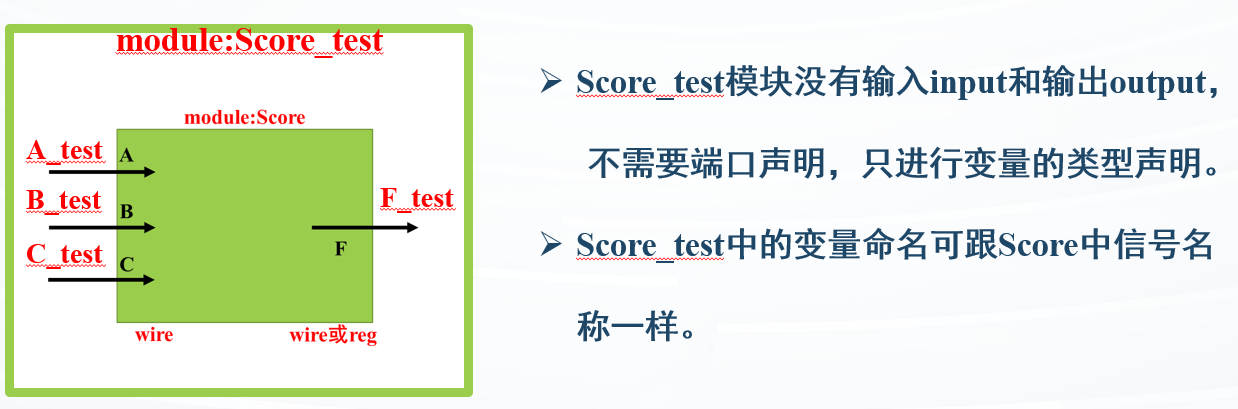 module:Score_test
module:Score
A_test
A
B_test
B
C_test
C
F_test
F
wire
wire或reg
➢ Score_test模块没有输入input和输出output，
不需要端口声明，只进行变量的类型声明。
➢ Score_test中的变量命名可跟Score中信号名
称一样。